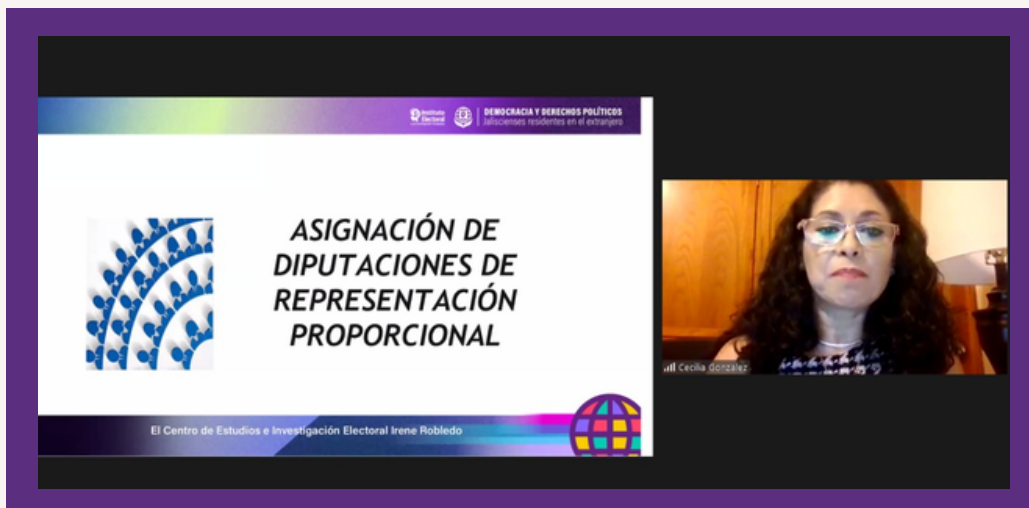 Instituto
Electoral
DEMOCRACIA Y DERECHOS POLÍTICOS
Jaliscienses residentes en el extranjero
ASIGNACIÓN DE
DIPUTACIONES DE
REPRESENTACIÓN
PROPORCIONAL
Cecilia González
El Centro de Estudios e Investigación Electoral Irene Robledo